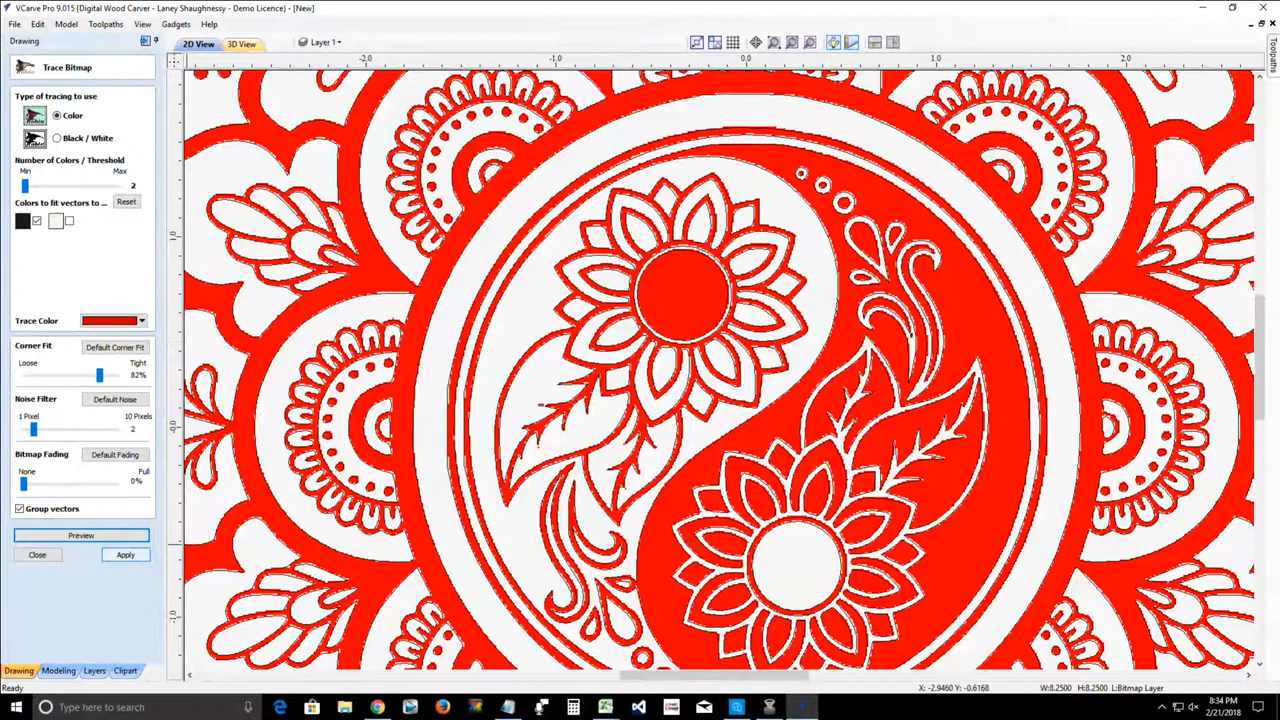 VCarve Pro 9.015 {Digital Wood Carver - Laney Shaughnessy - Demo Licence} - [New]
File Edit Model Toolpaths View Gadgets Help
Drawing
2D View 3D View Layer 1
Trace Bitmap
-2.0 -1.0 0.0 1.0 2.0
Type of tracing to use
Color
Black / White
Number of Colors / Threshold
Min Max
2
Colors to fit vectors to ... Reset
Trace Color
Corner Fit Default Corner Fit
Loose Tight
82%
Noise Filter Default Noise
1 Pixel 10 Pixels
2
Bitmap Fading Default Fading
None Full
0%
Group vectors
Preview
Close Apply
1.0
-0.0
-1.0
Toolpaths
Drawing Modeling Layers Clipart
Ready X: -2.9460 Y: -0.6168 W:8.2500 H:8.2500 L:Bitmap Layer
Type here to search
8:34 PM
2/21/2018